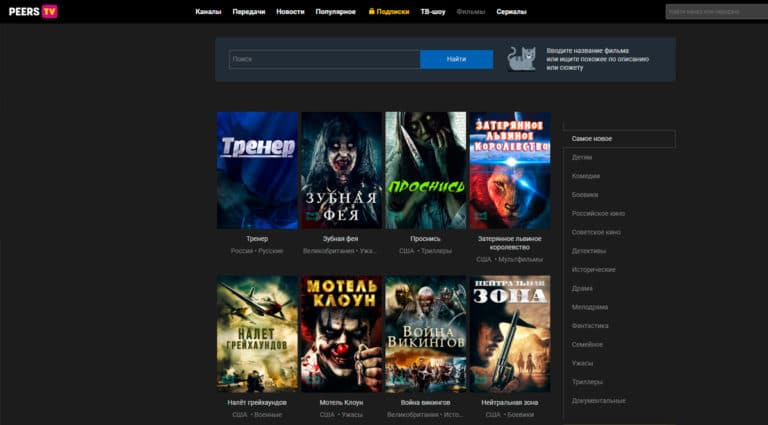 PEERS TV
Каналы Передачи Новости Популярное Подписки ТВ-шоу Фильмы Сериалы
Поиск
Найти
Вводите название фильма
или ищите похожее по описанию
или сюжету
Тренер
ЗУБНАЯ
ФЕЯ
ПРОСНИСЬ
ЗАТЕРЯННОЕ
ЛЬВИНОЕ
КОРОЛЕВСТВО
Тренер
Россия • Русские
Зубная фея
Великобритания • Ужа...
Проснись
США • Триллеры
Затерянное львиное
королевство
США • Мультфильмы
НАЛЕТ
ГРЕЙХАУНДОВ
МОТЕЛЬ
КЛОУН
ВОЙНА
ВИКИНГОВ
НЕЙТРАЛЬНАЯ
ЗОНА
Налёт грейхаундов
США • Военные
Мотель Клоун
США • Ужасы
Война викингов
Великобритания • Исто...
Нейтральная зона
США • Боевики
Самое новое
Детям
Комедии
Боевики
Российское кино
Советское кино
Детективы
Исторические
Драма
Мелодрама
Фантастика
Семейное
Ужасы
Триллеры
Документальные